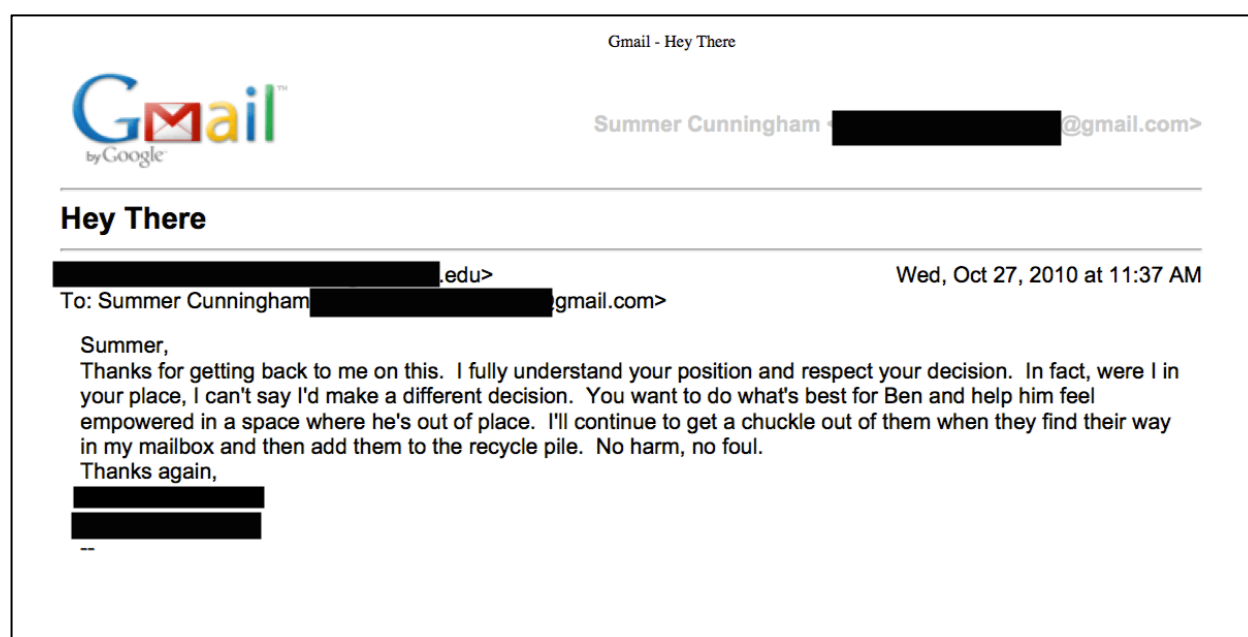 Gmail - Hey There
Gmail™
by Google™
Summer Cunningham < @gmail.com>
Hey There
.edu> Wed, Oct 27, 2010 at 11:37 AM
To: Summer Cunningham gmail.com>
Summer,
Thanks for getting back to me on this. I fully understand your position and respect your decision. In fact, were I in
your place, I can't say I'd make a different decision. You want to do what's best for Ben and help him feel
empowered in a space where he's out of place. I'll continue to get a chuckle out of them when they find their way
in my mailbox and then add them to the recycle pile. No harm, no foul.
Thanks again,
--